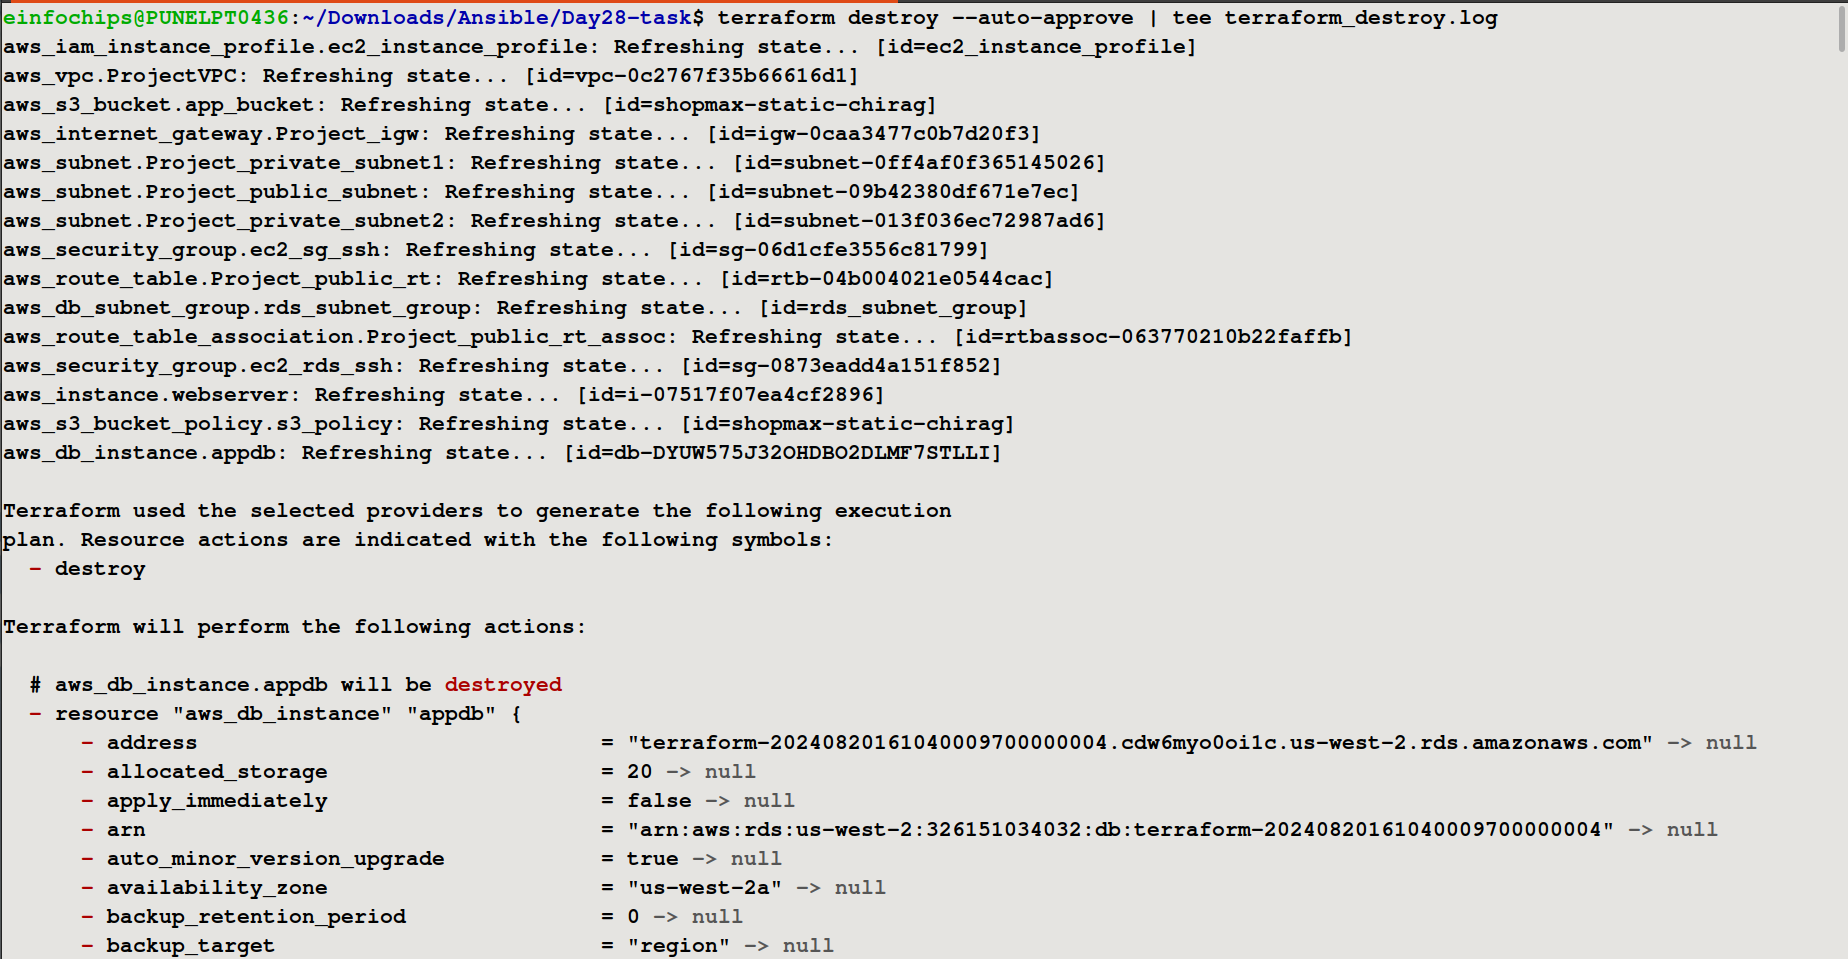 einfochips@PUNELPT0436:~/Downloads/Ansible/Day28-task$ terraform destroy --auto-approve | tee terraform_destroy.log
aws_iam_instance_profile.ec2_instance_profile: Refreshing state... [id=ec2_instance_profile]
aws_vpc.ProjectVPC: Refreshing state... [id=vpc-0c2767f35b66616d1]
aws_s3_bucket.app_bucket: Refreshing state... [id=shopmax-static-chirag]
aws_internet_gateway.Project_igw: Refreshing state... [id=igw-0caa3477c0b7d20f3]
aws_subnet.Project_private_subnet1: Refreshing state... [id=subnet-0ff4af0f365145026]
aws_subnet.Project_public_subnet: Refreshing state... [id=subnet-09b42380df671e7ec]
aws_subnet.Project_private_subnet2: Refreshing state... [id=subnet-013f036ec72987ad6]
aws_security_group.ec2_sg_ssh: Refreshing state... [id=sg-06d1cfe3556c81799]
aws_route_table.Project_public_rt: Refreshing state... [id=rtb-04b004021e0544cac]
aws_db_subnet_group.rds_subnet_group: Refreshing state... [id=rds_subnet_group]
aws_route_table_association.Project_public_rt_assoc: Refreshing state... [id=rtbassoc-063770210b22faffb]
aws_security_group.ec2_rds_ssh: Refreshing state... [id=sg-0873eadd4a151f852]
aws_instance.webserver: Refreshing state... [id=i-07517f07ea4cf2896]
aws_s3_bucket_policy.s3_policy: Refreshing state... [id=shopmax-static-chirag]
aws_db_instance.appdb: Refreshing state... [id=db-DYUW575J32OHDBO2DLMF7STLLI]
Terraform used the selected providers to generate the following execution
plan. Resource actions are indicated with the following symbols:
- destroy
Terraform will perform the following actions:
# aws_db_instance.appdb will be destroyed
- resource "aws_db_instance" "appdb" {
- address = "terraform-20240820161040009700000004.cdw6myo0oi1c.us-west-2.rds.amazonaws.com" -> null
- allocated_storage = 20 -> null
- apply_immediately = false -> null
- arn = "arn:aws:rds:us-west-2:326151034032:db:terraform-20240820161040009700000004" -> null
- auto_minor_version_upgrade = true -> null
- availability_zone = "us-west-2a" -> null
- backup_retention_period = 0 -> null
- backup_target = "region" -> null